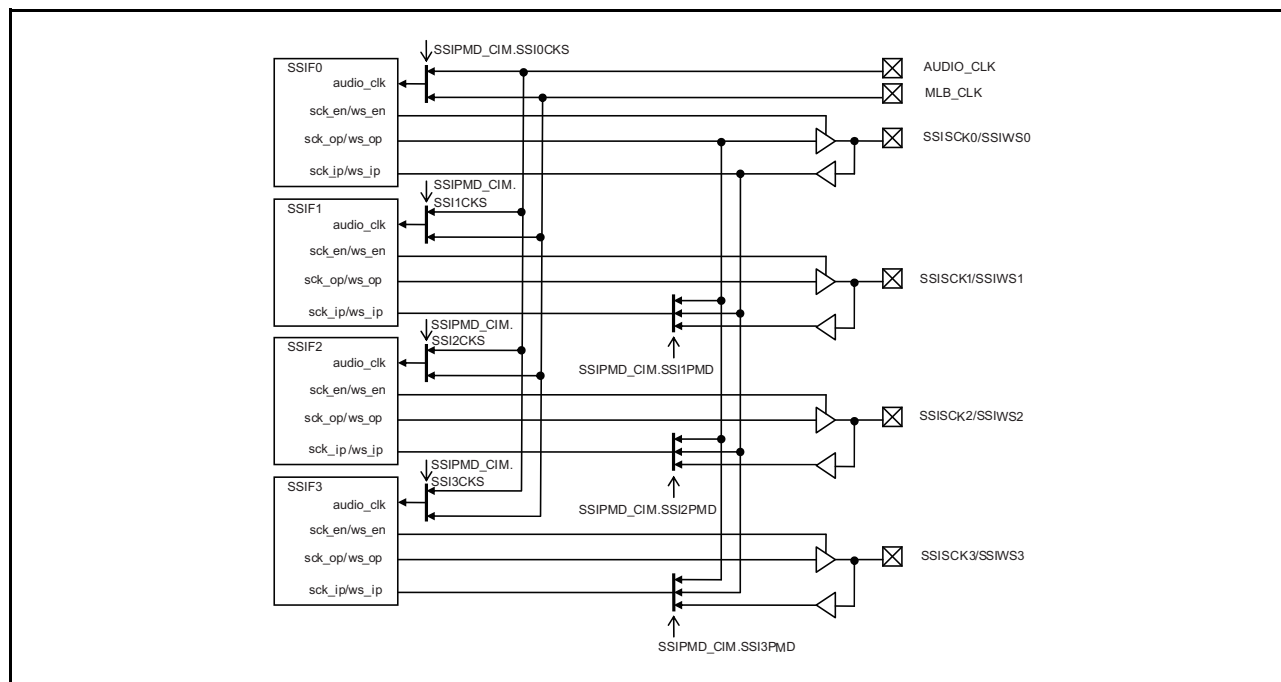 SSIPMD_CIM.SSI0CKS
SSIF0
audio_clk
AUDIO_CLK
MLB_CLK
sck_en/ws_en
sck_op/ws_op
SSISCK0/SSIWS0
sck_ip/ws_ip
SSIPMD_CIM.
SSI1CKS
SSIF1
audio_clk
sck_en/ws_en
sck_op/ws_op
SSISCK1/SSIWS1
sck_ip/ws_ip
SSIPMD_CIM.
SSI2CKS
SSIF2
audio_clk
SSIPMD_CIM.SSI1PMD
sck_en/ws_en
sck_op/ws_op
SSISCK2/SSIWS2
sck_ip/ws_ip
SSIPMD_CIM.
SSI3CKS
SSIF3
audio_clk
SSIPMD_CIM.SSI2PMD
sck_en/ws_en
sck_op/ws_op
SSISCK3/SSIWS3
sck_ip/ws_ip
SSIPMD_CIM.SSI3PMD